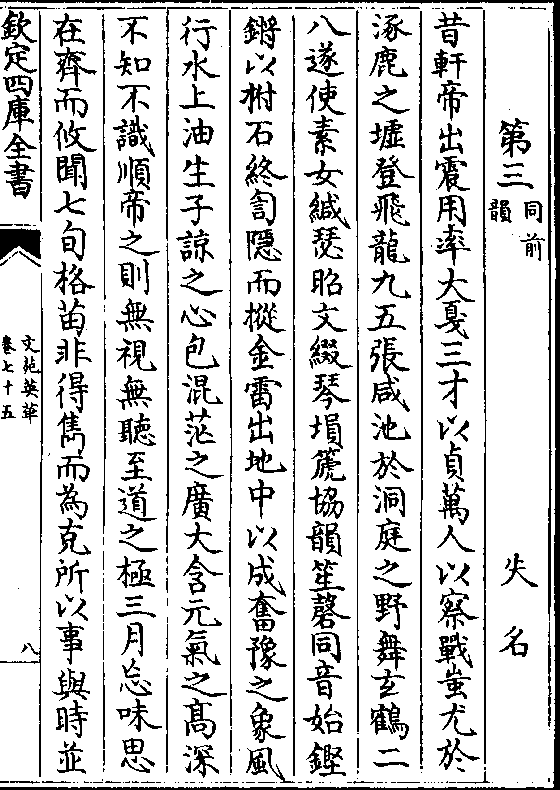 第三同前韻　失名
昔軒帝出震用率大戛三才以貞萬人以察戰蚩尤於
涿鹿之墟登飛龍九五張咸池於洞庭之野舞玄鶴二
八遂使素女緘瑟昭文綴琴塤篪協韻笙磬同音始鏗
鏘以拊石終訇隱而摐金雷出地中以成奮豫之象風
行水上油生子諒之心包混茫之廣大含元氣之髙深
不知不識順帝之則無視無聽至道之極三月忘味思
在齊而攸聞七旬格苗非得雋而為克所以事與時並
欽定四庫全書
文苑英華
卷七十五
八